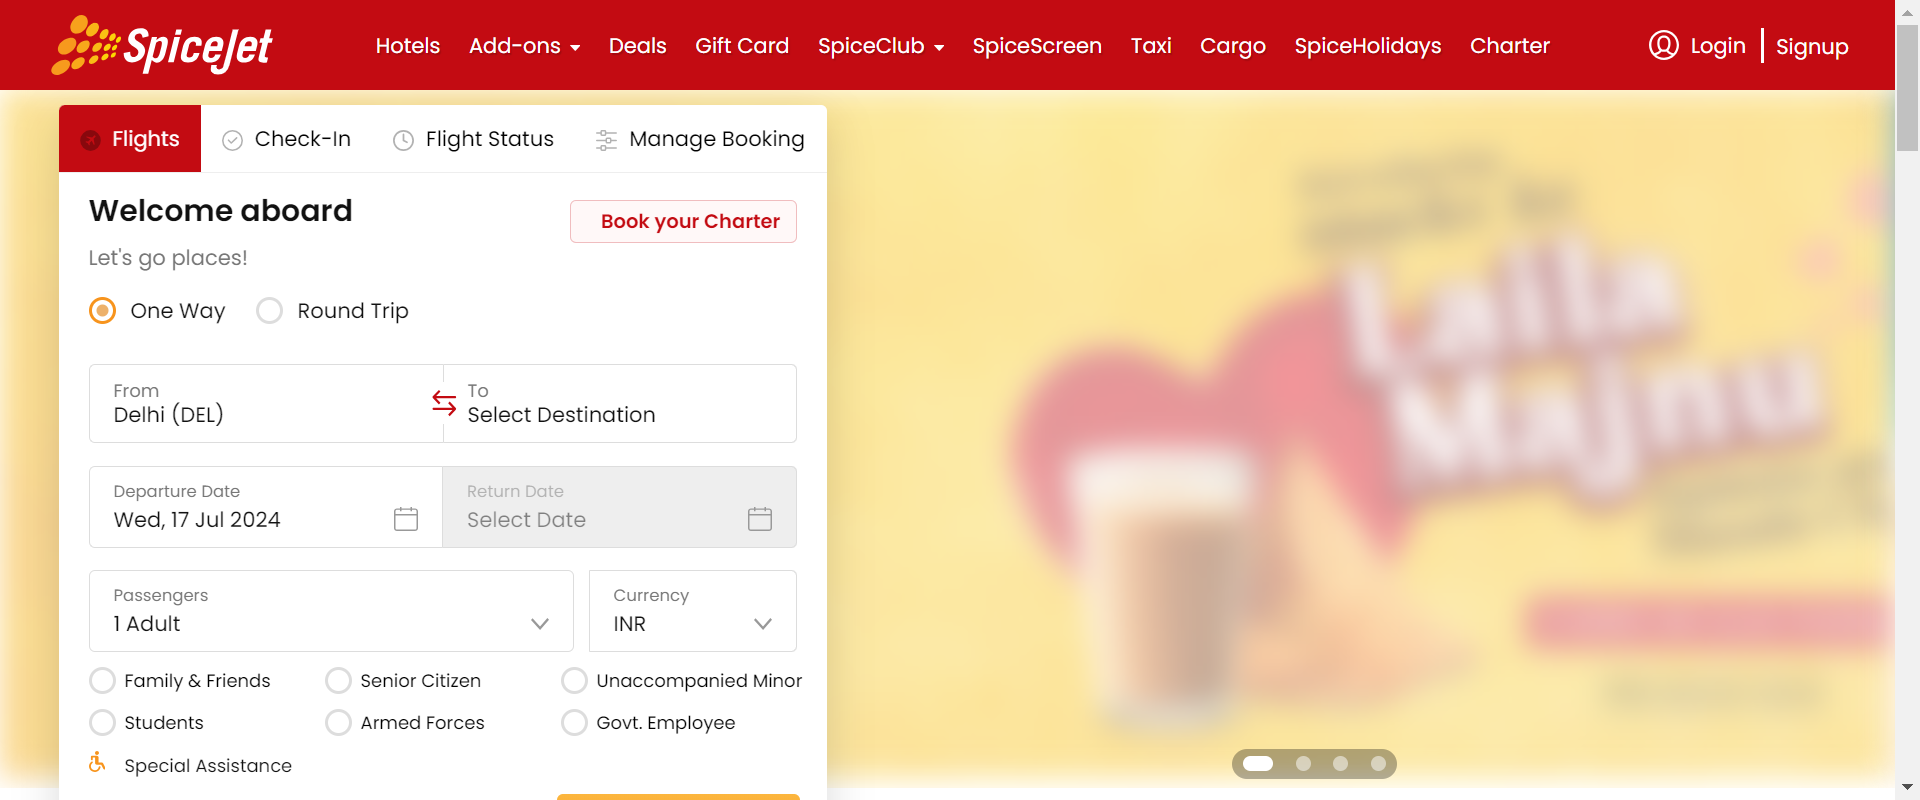 SpiceJet
Hotels Add-ons Deals Gift Card SpiceClub SpiceScreen Taxi Cargo SpiceHolidays Charter Login Signup
Flights Check-In Flight Status Manage Booking
Welcome aboard
Book your Charter
Let's go places!
One Way Round Trip
From
Delhi (DEL)
To
Select Destination
Departure Date
Wed, 17 Jul 2024
Return Date
Select Date
Passengers
1 Adult
Currency
INR
Family & Friends Senior Citizen Unaccompanied Minor
Students Armed Forces Govt. Employee
Special Assistance
Laila
Majnu